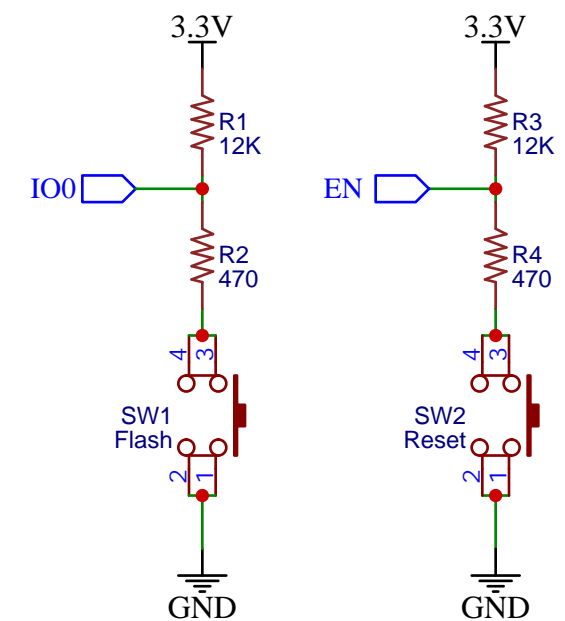 3.3V
R1
12K
IO0
R2
470
4
3
SW1
Flash
2
1
GND
3.3V
R3
12K
EN
R4
470
4
3
SW2
Reset
2
1
GND